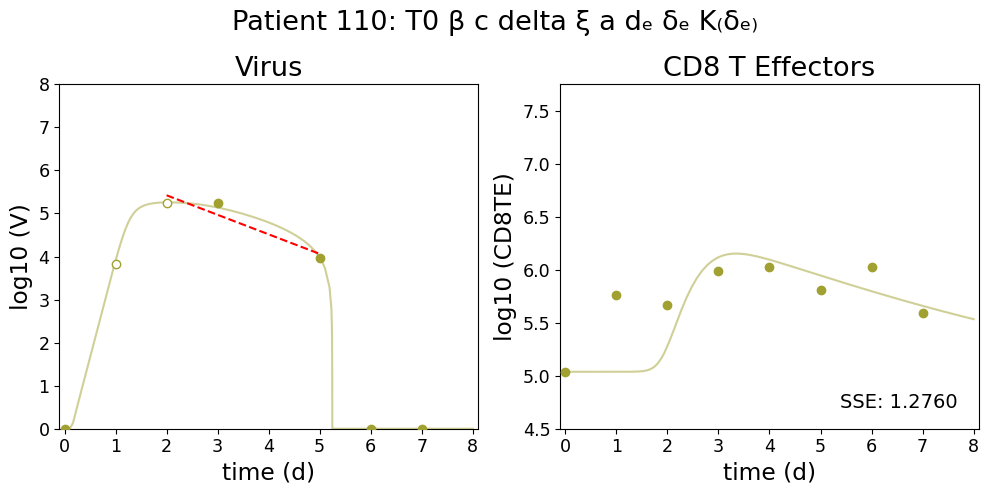 Patient 110: T0 β c delta ξ a dₑ δₑ K₍δₑ₎
Virus
CD8 T Effectors
log10 (V)
8
7
6
5
4
3
2
1
0
0 1 2 3 4 5 6 7 8
time (d)
log10 (CD8TE)
7.5
7.0
6.5
6.0
5.5
5.0
4.5
SSE: 1.2760
0 1 2 3 4 5 6 7 8
time (d)